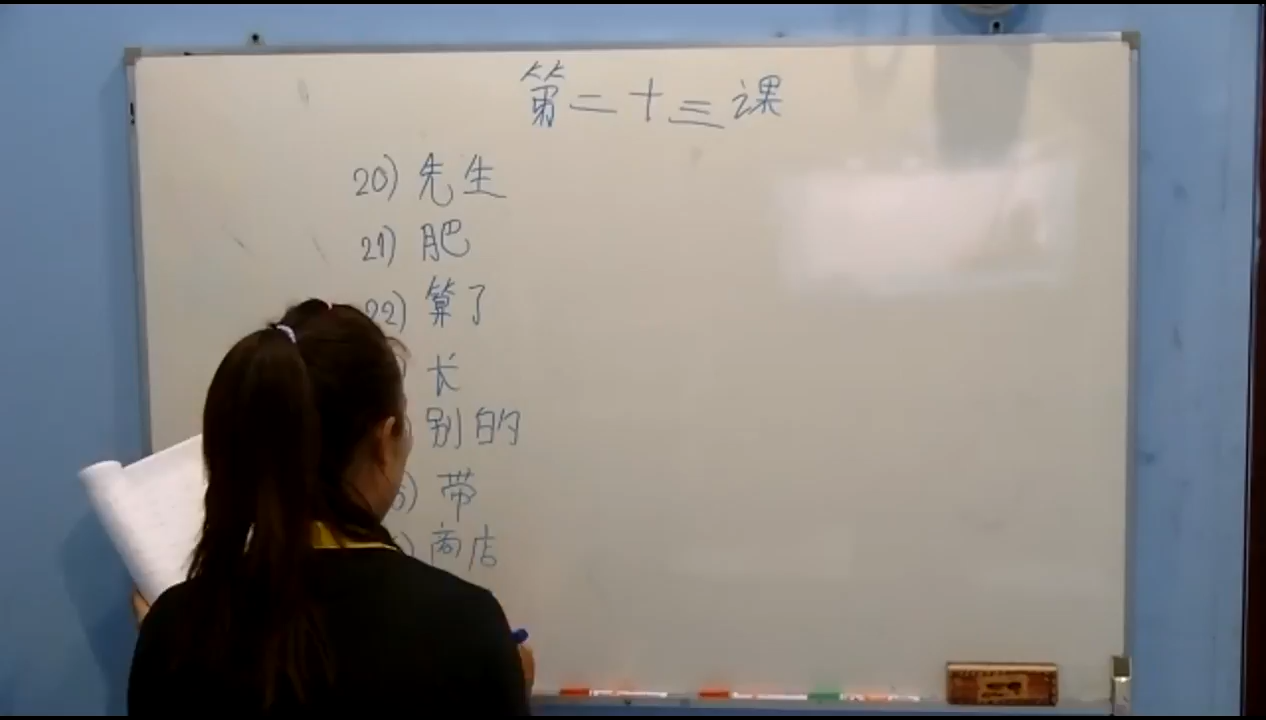 第二十三课
20) 先生
21) 肥
22) 算了
) 长
) 别的
5) 带
) 商店